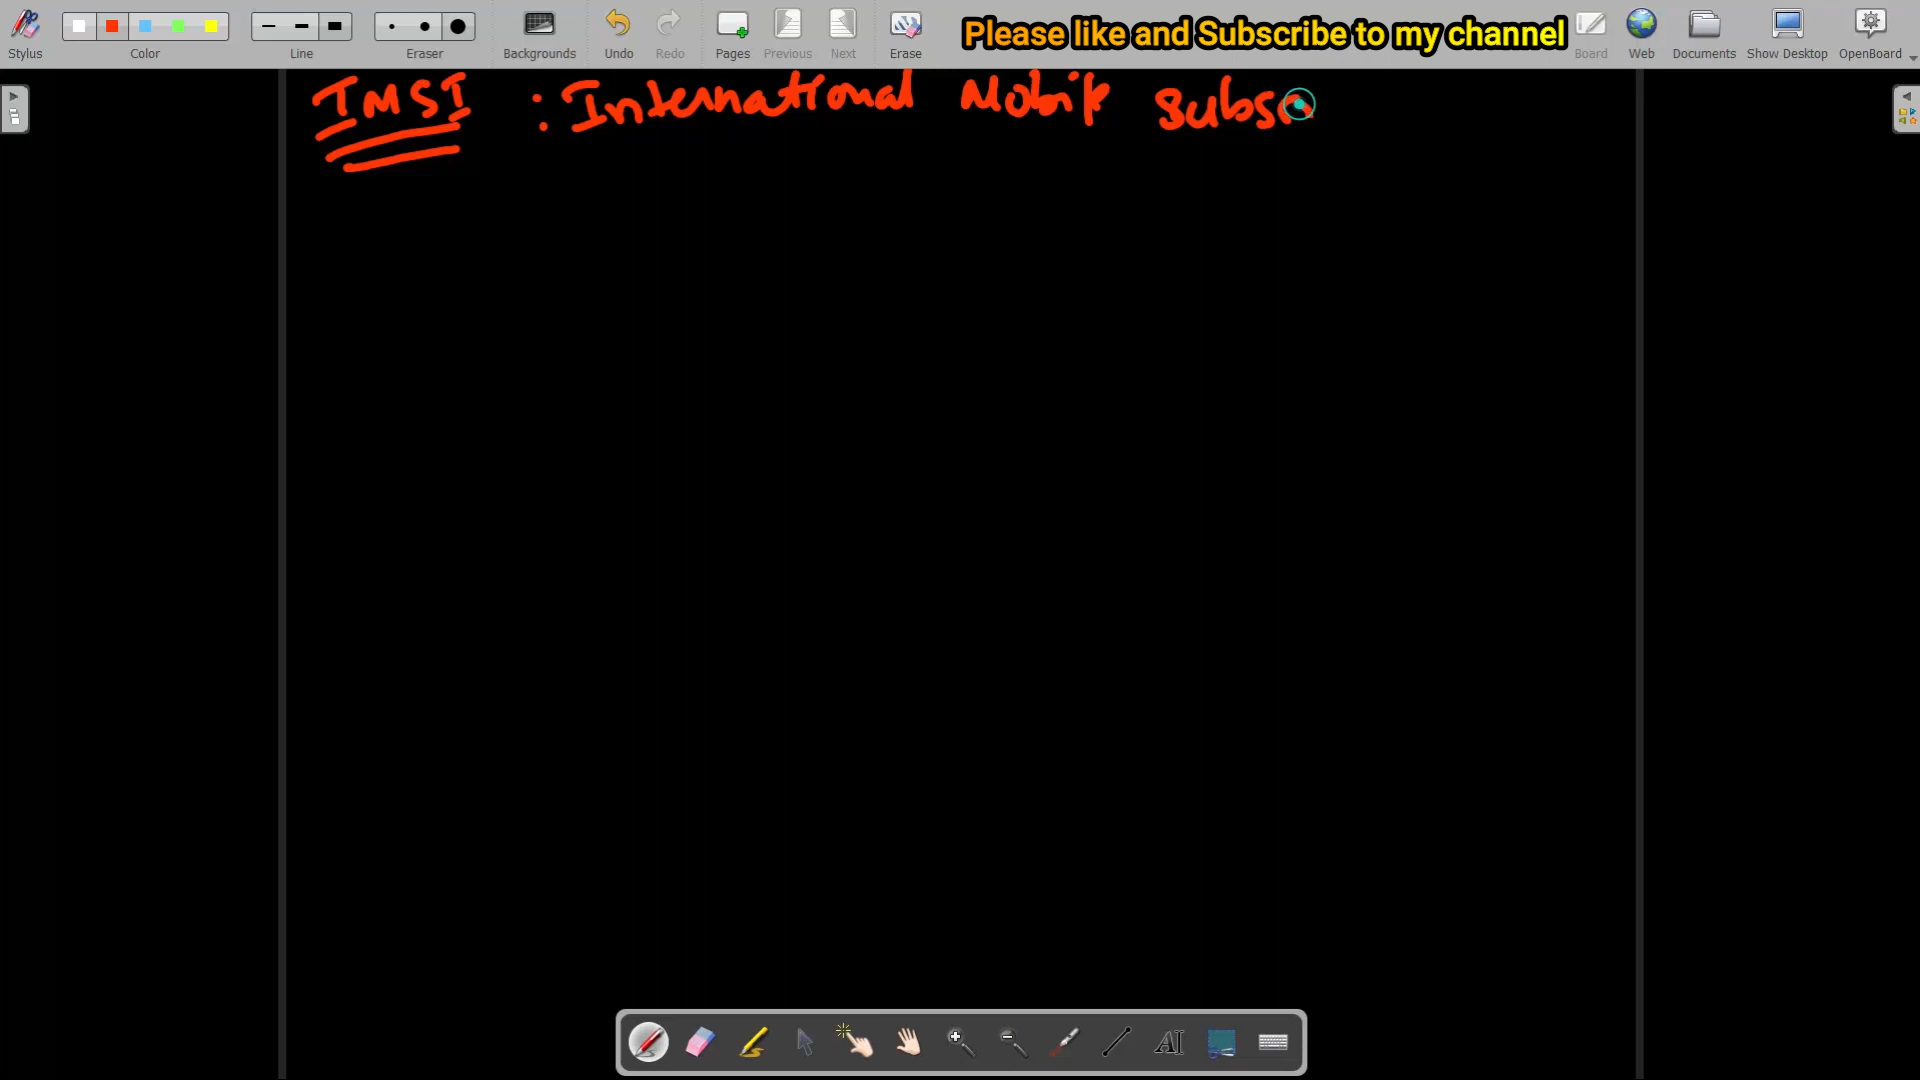 Stylus Color Line Eraser Backgrounds Undo Redo Pages Previous Next Erase Please like and Subscribe to my channel Board Web Documents Show Desktop OpenBoard
IMSI : International Mobile Subsc
AI